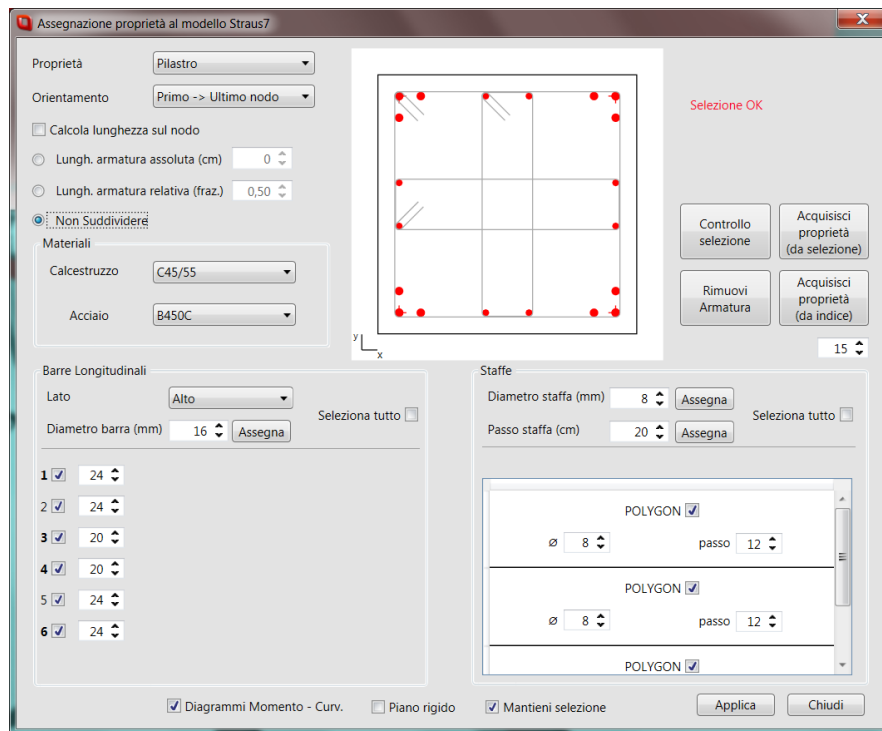 Assegnazione proprietà al modello Straus7
Proprietà Pilastro
Orientamento Primo -> Ultimo nodo
Calcola lunghezza sul nodo
Lungh. armatura assoluta (cm) 0
Lungh. armatura relativa (fraz.) 0,50
Non Suddividere
Materiali
Calcestruzzo C45/55
Acciaio B450C
y
x
Selezione OK
Controllo selezione
Acquisisci proprietà (da selezione)
Rimuovi Armatura
Acquisisci proprietà (da indice)
15
Barre Longitudinali
Lato Alto
Diametro barra (mm) 16 Assegna
Seleziona tutto
1 24
2 24
3 20
4 20
5 24
6 24
Staffe
Diametro staffa (mm) 8 Assegna
Passo staffa (cm) 20 Assegna
Seleziona tutto
POLYGON
ø 8 passo 12
POLYGON
ø 8 passo 12
POLYGON
Diagrammi Momento - Curv. Piano rigido Mantieni selezione Applica Chiudi